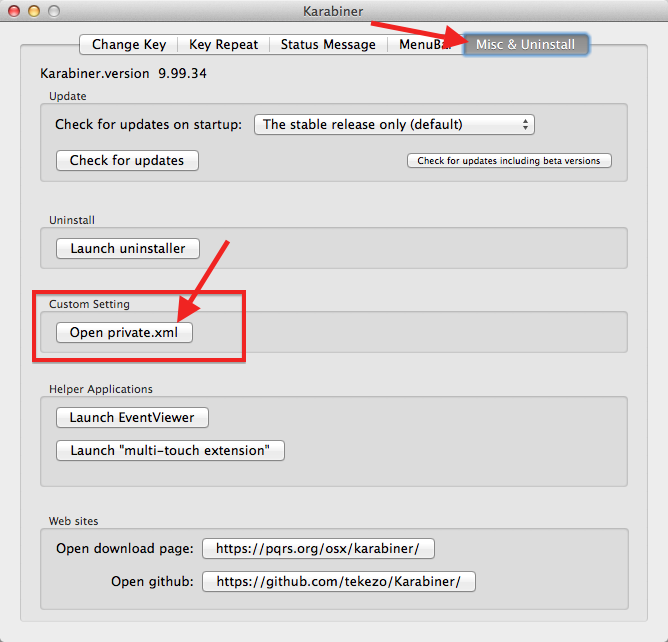 Karabiner
Change Key Key Repeat Status Message MenuBar Misc & Uninstall
Karabiner.version 9.99.34
Update
Check for updates on startup: The stable release only (default)
Check for updates Check for updates including beta versions
Uninstall
Launch uninstaller
Custom Setting
Open private.xml
Helper Applications
Launch EventViewer
Launch "multi-touch extension"
Web sites
Open download page: https://pqrs.org/osx/karabiner/
Open github: https://github.com/tekezo/Karabiner/